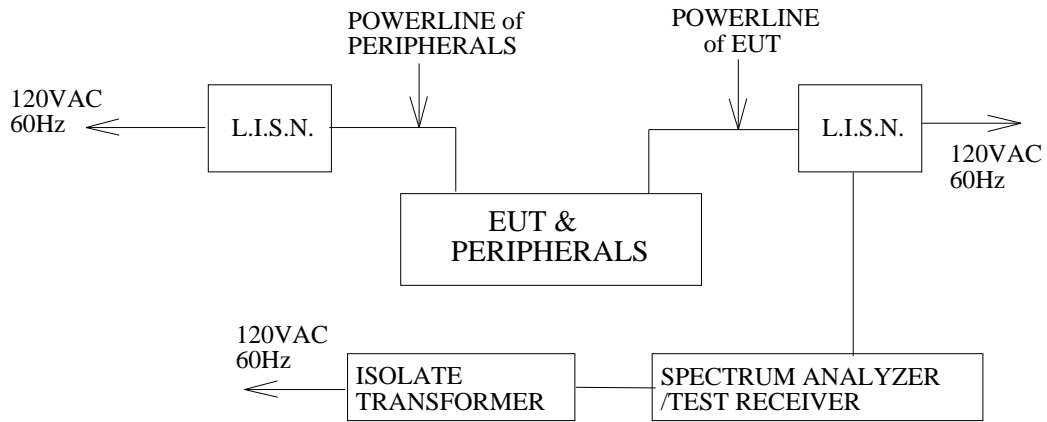 POWERLINE of
PERIPHERALS
POWERLINE
of EUT
120VAC
60Hz
L.I.S.N.
L.I.S.N.
120VAC
60Hz
EUT &
PERIPHERALS
120VAC
60Hz
ISOLATE
TRANSFORMER
SPECTRUM ANALYZER
/TEST RECEIVER